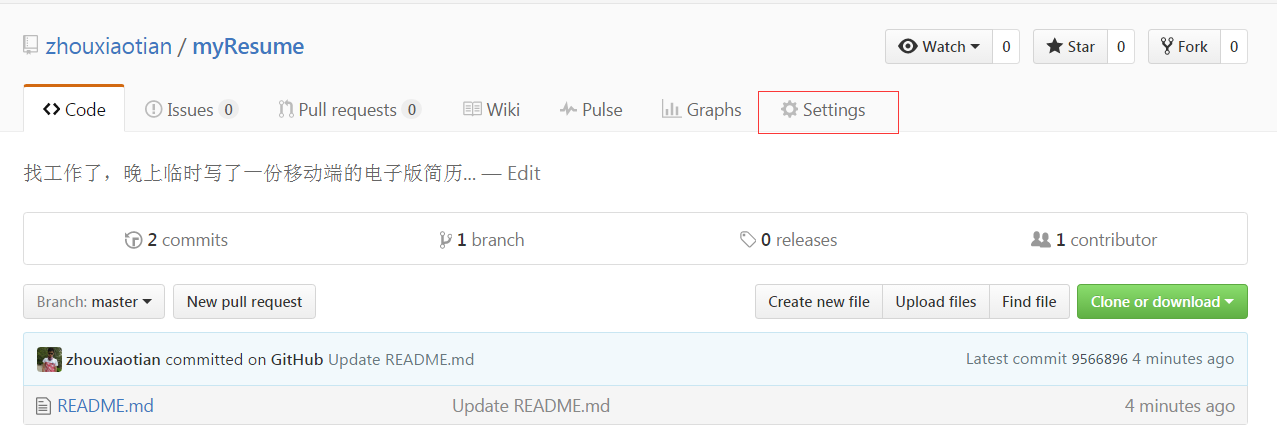 zhouxiaotian / myResume Watch 0 Star 0 Fork 0
Code Issues 0 Pull requests 0 Wiki Pulse Graphs Settings
找工作了，晚上临时写了一份移动端的电子版简历... — Edit
2 commits 1 branch 0 releases 1 contributor
Branch: master New pull request Create new file Upload files Find file Clone or download
zhouxiaotian committed on GitHub Update README.md Latest commit 9566896 4 minutes ago
README.md Update README.md 4 minutes ago